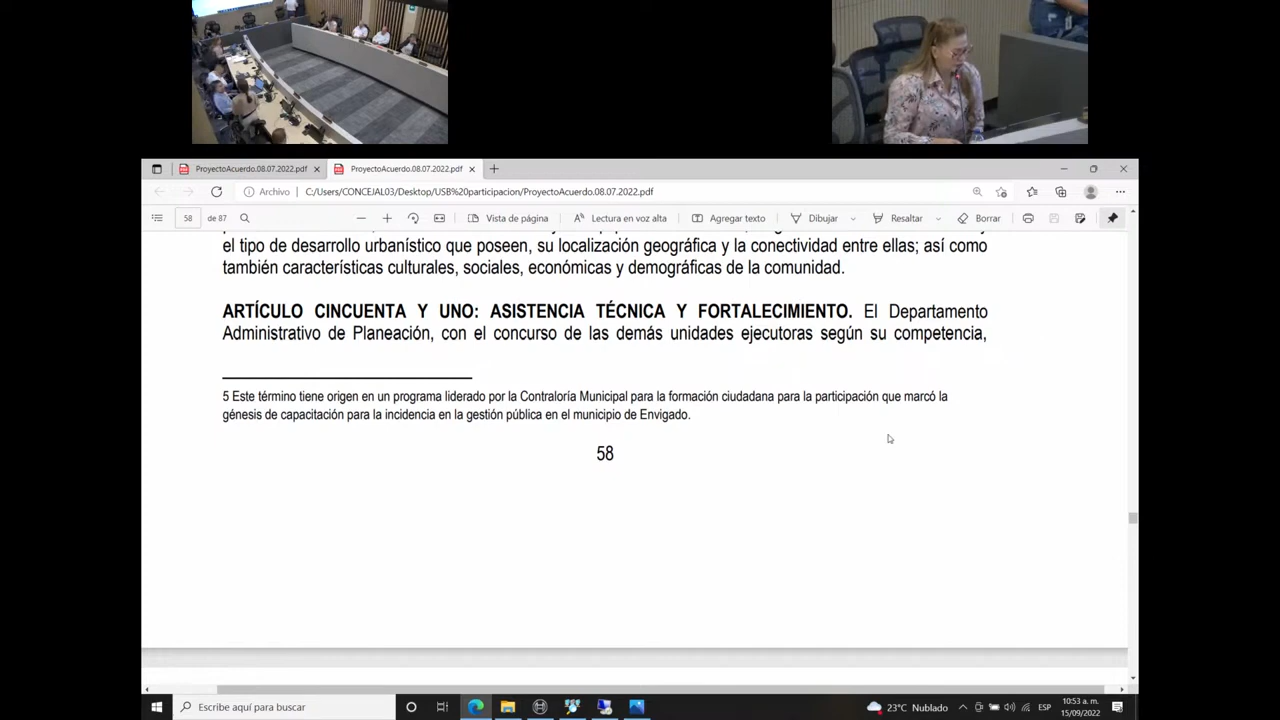 ProyectoAcuerdo.08.07.2022.pdf
ProyectoAcuerdo.08.07.2022.pdf
Archivo
C:/Users/CONCEJAL03/Desktop/USB%20participacion/ProyectoAcuerdo.08.07.2022.pdf
58 de 87
Vista de página
Lectura en voz alta
Agregar texto
Dibujar
Resaltar
Borrar
el tipo de desarrollo urbanístico que poseen, su localización geográfica y la conectividad entre ellas; así como
también características culturales, sociales, económicas y demográficas de la comunidad.
ARTÍCULO CINCUENTA Y UNO: ASISTENCIA TÉCNICA Y FORTALECIMIENTO. El Departamento
Administrativo de Planeación, con el concurso de las demás unidades ejecutoras según su competencia,
5 Este término tiene origen en un programa liderado por la Contraloría Municipal para la formación ciudadana para la participación que marcó la
génesis de capacitación para la incidencia en la gestión pública en el municipio de Envigado.
58
Escribe aquí para buscar
23°C Nublado
ESP
10:53 a. m.
15/09/2022